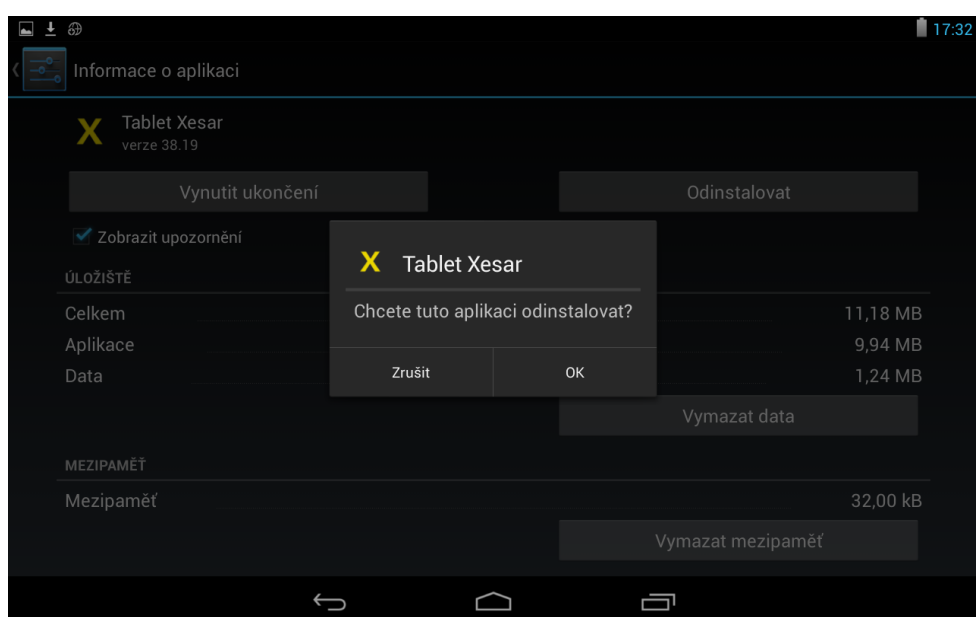 17:32
Informace o aplikaci
X Tablet Xesar
verze 38.19
Vynutit ukončení
Odinstalovat
Zobrazit upozornění
X Tablet Xesar
Chcete tuto aplikaci odinstalovat?
Zrušit
OK
ÚLOŽIŠTĚ
Celkem 11,18 MB
Aplikace 9,94 MB
Data 1,24 MB
Vymazat data
MEZIPAMĚŤ
Mezipaměť 32,00 kB
Vymazat mezipaměť